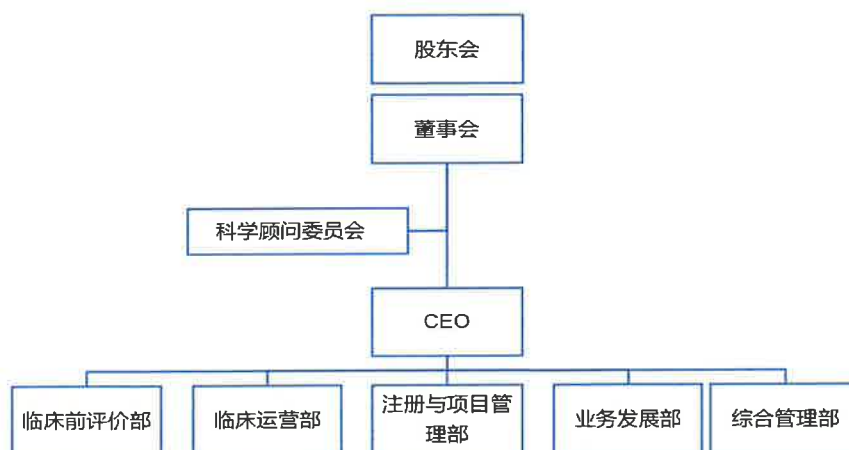 股东会
董事会
科学顾问委员会
CEO
临床前评价部
临床运营部
注册与项目管
理部
业务发展部
综合管理部